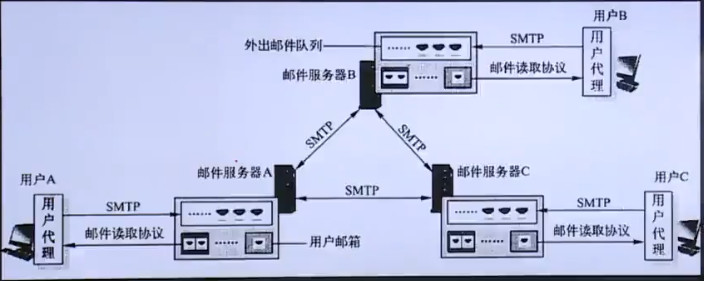 用户B
外出邮件队列
SMTP
用户代理
邮件服务器B
邮件读取协议
SMTP
SMTP
邮件服务器A
邮件服务器C
用户A
用户C
SMTP
用户代理
SMTP
SMTP
用户代理
邮件读取协议
用户邮箱
邮件读取协议